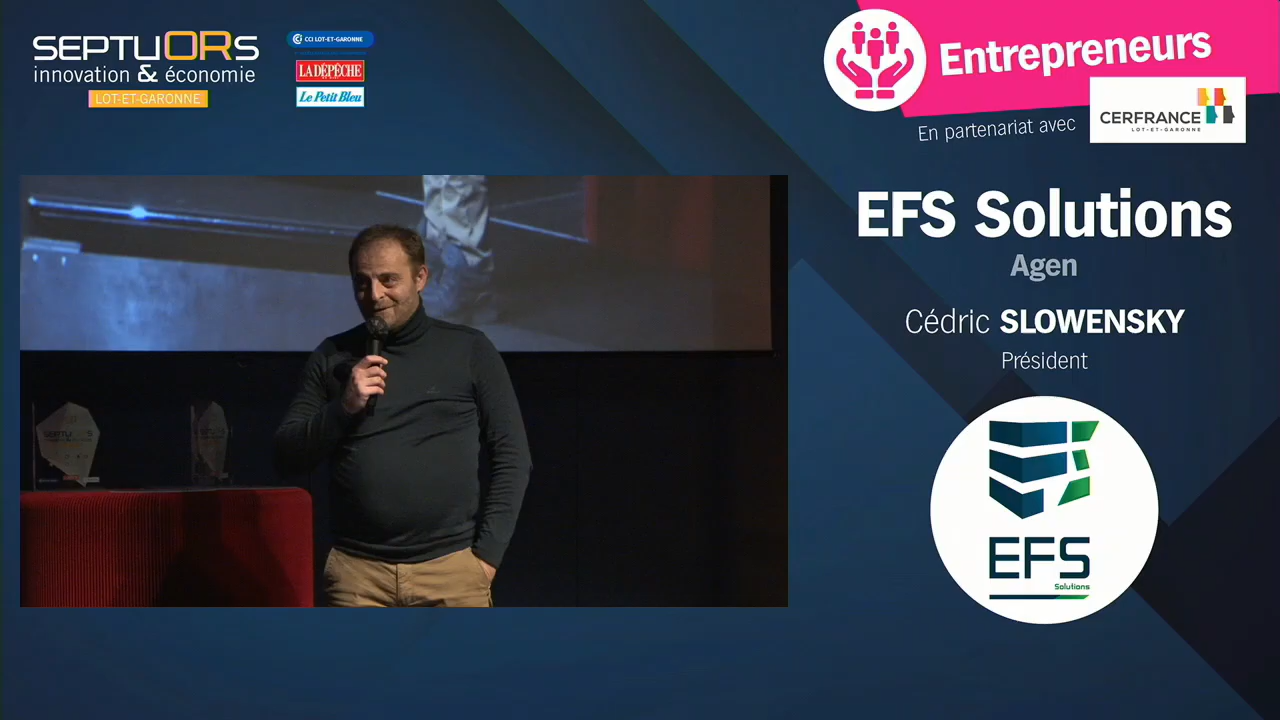 SEPTUORS
innovation & économie
LOT-ET-GARONNE
CCI LOT-ET-GARONNE
LA DÉPÊCHE
Le Petit Bleu
Entrepreneurs
En partenariat avec
CERFRANCE
LOT-ET-GARONNE
EFS Solutions
Agen
Cédric SLOWENSKY
Président
EFS
Solutions
SEPTUORS